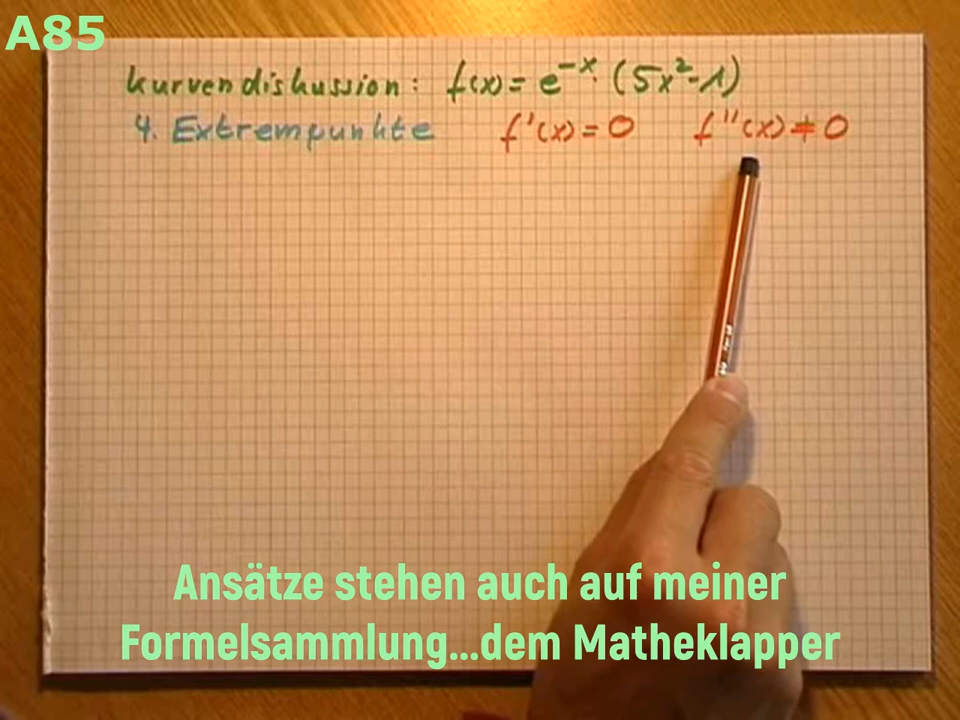 A85
Kurvendiskussion: f(x) = e^-x · (5x²-1)
4. Extrempunkte f'(x) = 0 f''(x) ≠ 0
Ansätze stehen auch auf meiner
Formelsammlung...dem Matheklapper